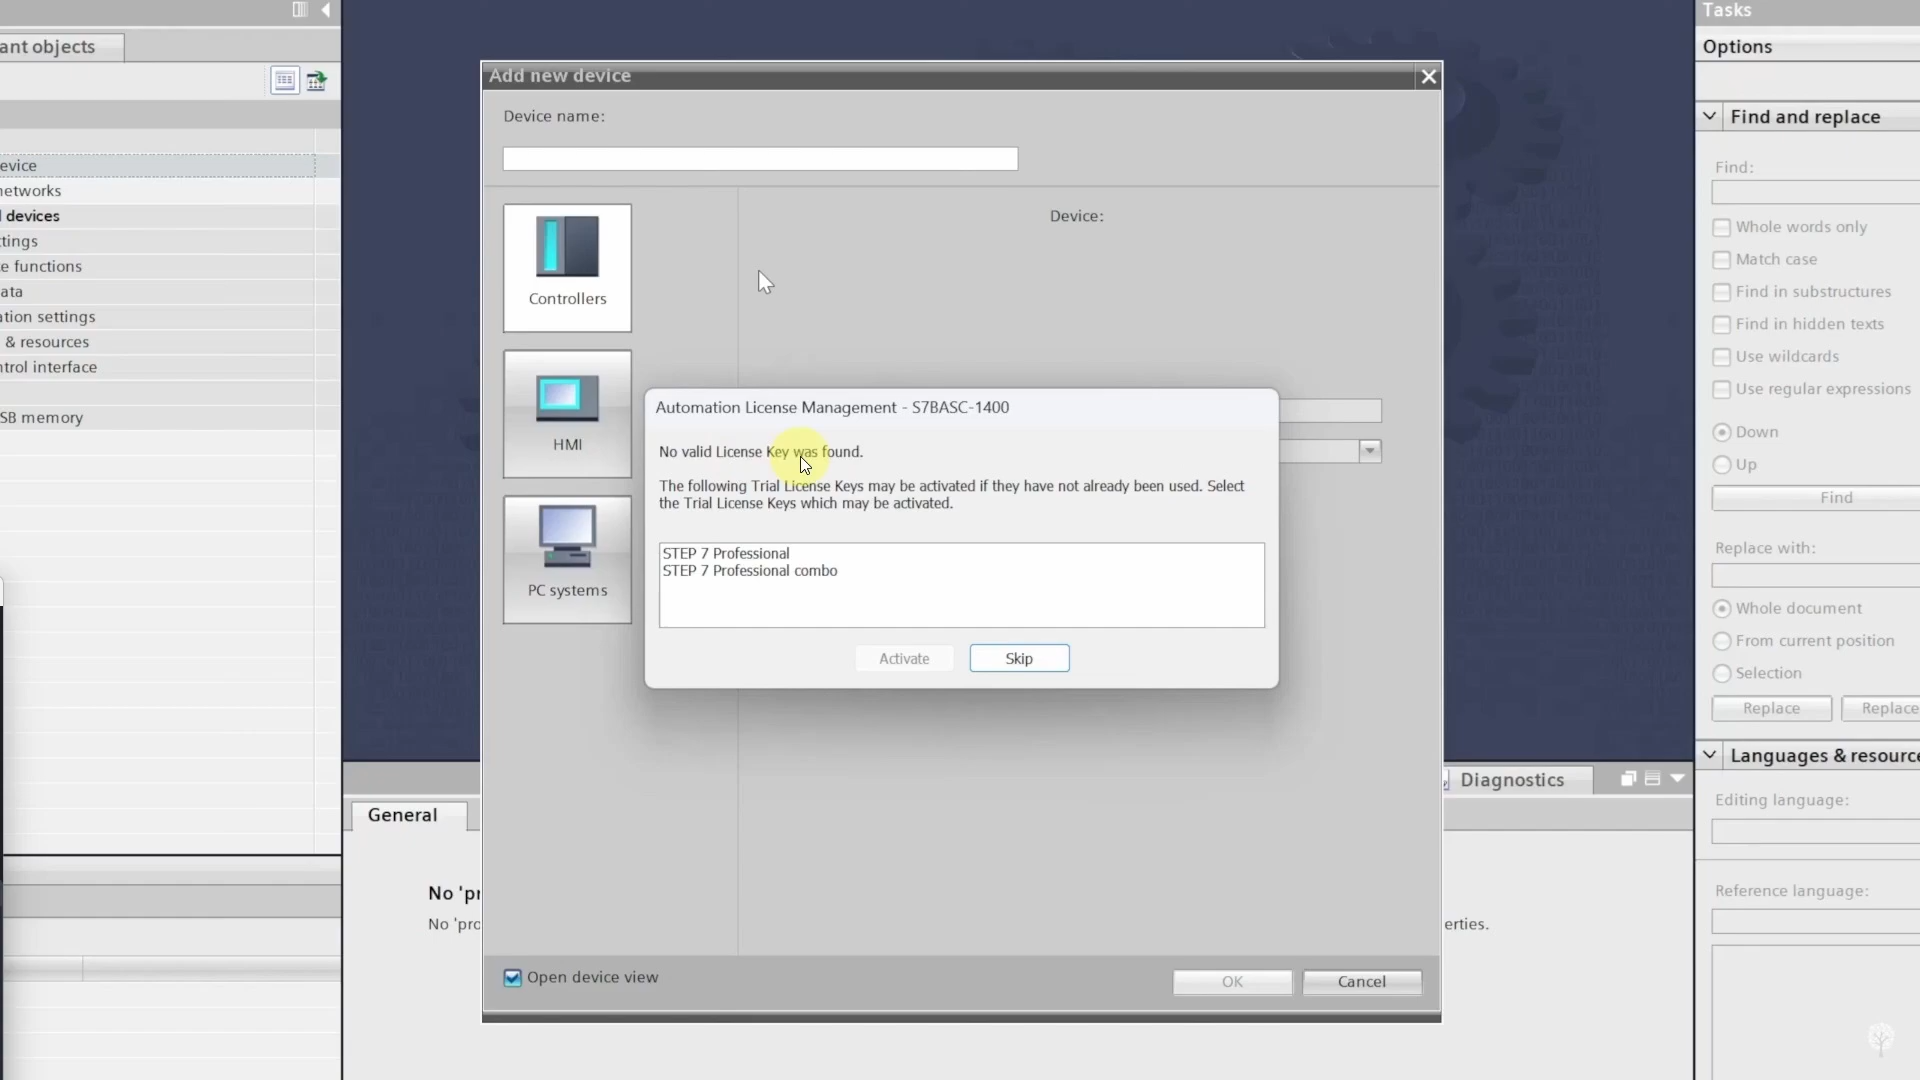 ant objects
evice
networks
l devices
ttings
e functions
ata
ation settings
& resources
ntrol interface
SB memory
Add new device
Device name:
Controllers
HMI
PC systems
Device:
Automation License Management - S7BASC-1400
No valid License Key was found.
The following Trial License Keys may be activated if they have not already been used. Select
the Trial License Keys which may be activated.
STEP 7 Professional
STEP 7 Professional combo
Activate
Skip
Open device view
OK
Cancel
General
Diagnostics
No 'pr
No 'pro
erties.
Tasks
Options
Find and replace
Find:
Whole words only
Match case
Find in substructures
Find in hidden texts
Use wildcards
Use regular expressions
Down
Up
Find
Replace with:
Whole document
From current position
Selection
Replace
Replace
Languages & resource
Editing language:
Reference language: